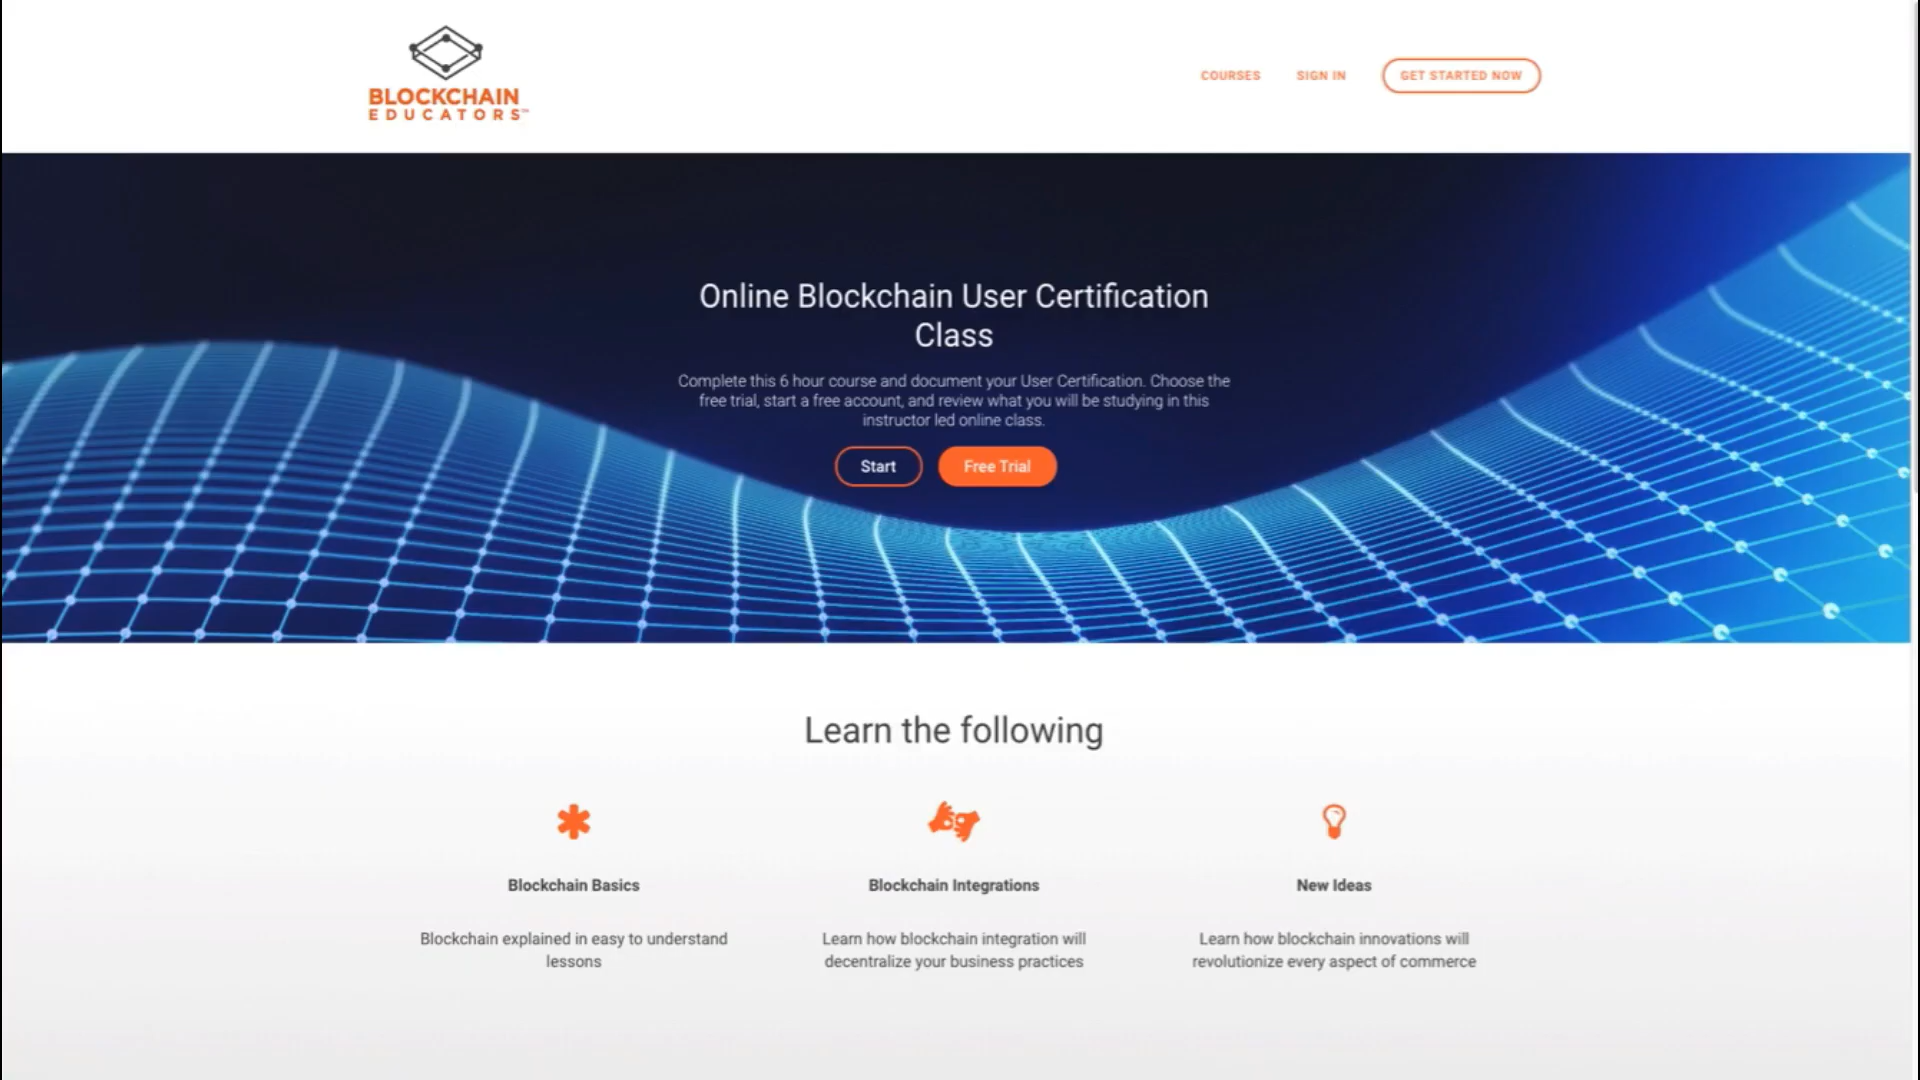 BLOCKCHAIN
EDUCATORS™
COURSES
SIGN IN
GET STARTED NOW
Online Blockchain User Certification
Class
Complete this 6 hour course and document your User Certification. Choose the
free trial, start a free account, and review what you will be studying in this
instructor led online class.
Start
Free Trial
Learn the following
Blockchain Basics
Blockchain Integrations
New Ideas
Blockchain explained in easy to understand
lessons
Learn how blockchain integration will
decentralize your business practices
Learn how blockchain innovations will
revolutionize every aspect of commerce